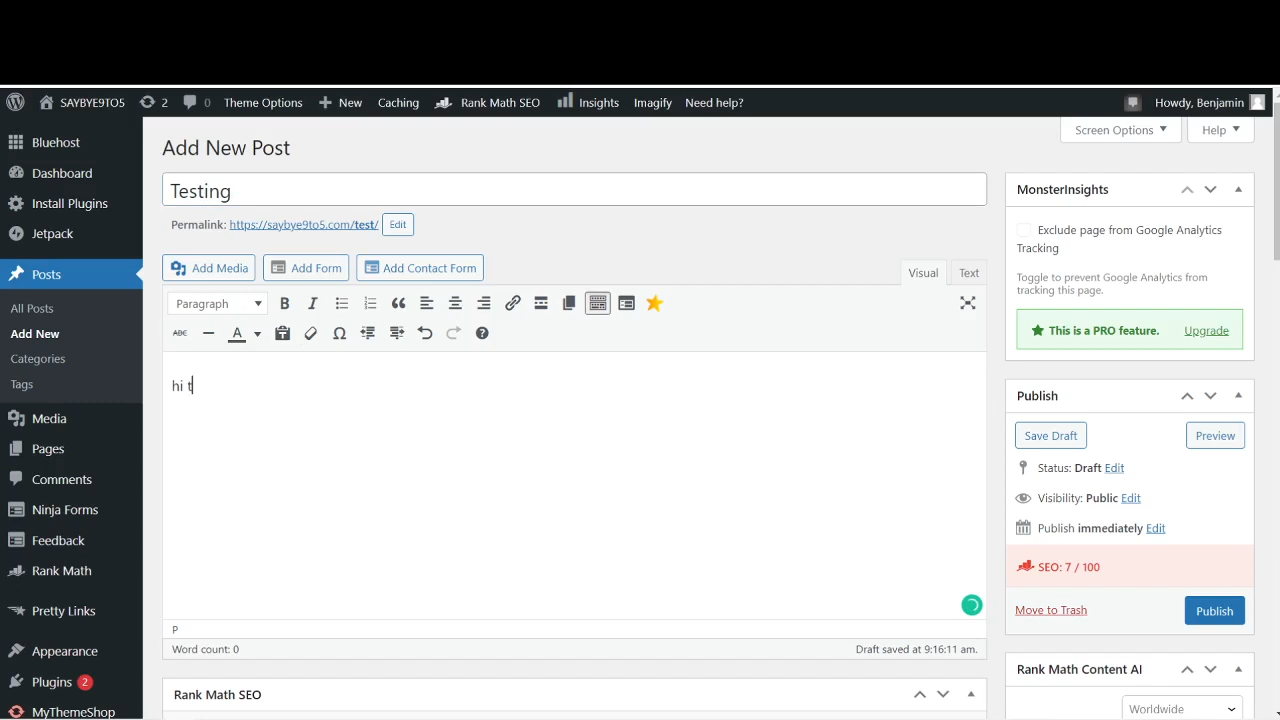 SAYBYE9TO5 2 0 Theme Options New Caching Rank Math SEO Insights Imagify Need help? Howdy, Benjamin
Screen Options Help
Bluehost
Dashboard
Install Plugins
Jetpack
Posts
All Posts
Add New
Categories
Tags
Media
Pages
Comments
Ninja Forms
Feedback
Rank Math
Pretty Links
Appearance
Plugins 2
MyThemeShop
Add New Post
Testing
Permalink: https://saybye9to5.com/test/ Edit
Add Media Add Form Add Contact Form
Visual Text
Paragraph B I
ABC A
hi t
P
Word count: 0 Draft saved at 9:16:11 am.
Rank Math SEO
MonsterInsights
Exclude page from Google Analytics
Tracking
Toggle to prevent Google Analytics from
tracking this page.
This is a PRO feature. Upgrade
Publish
Save Draft Preview
Status: Draft Edit
Visibility: Public Edit
Publish immediately Edit
SEO: 7 / 100
Move to Trash Publish
Rank Math Content AI
Worldwide